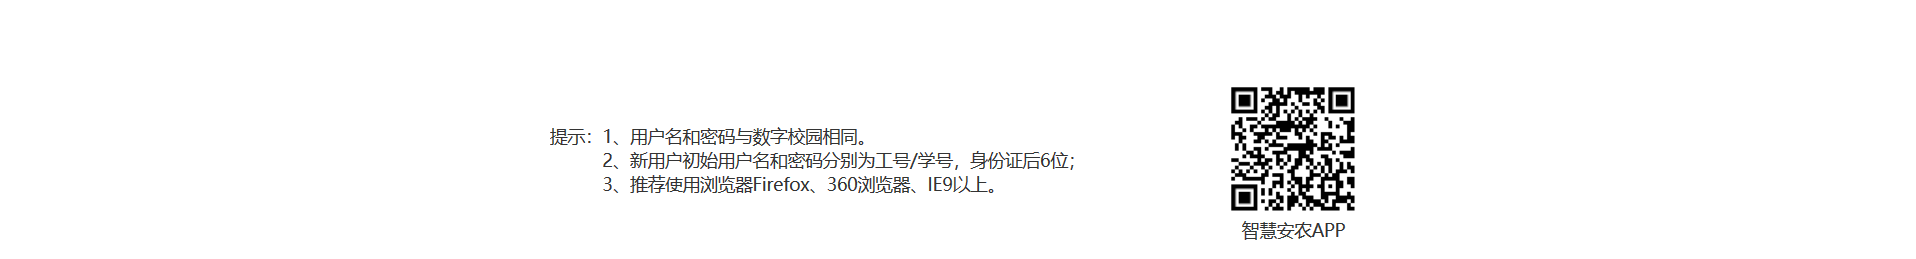 提示：1、用户名和密码与数字校园相同。
2、新用户初始用户名和密码分别为工号/学号，身份证后6位；
3、推荐使用浏览器Firefox、360浏览器、IE9以上。
智慧安农APP